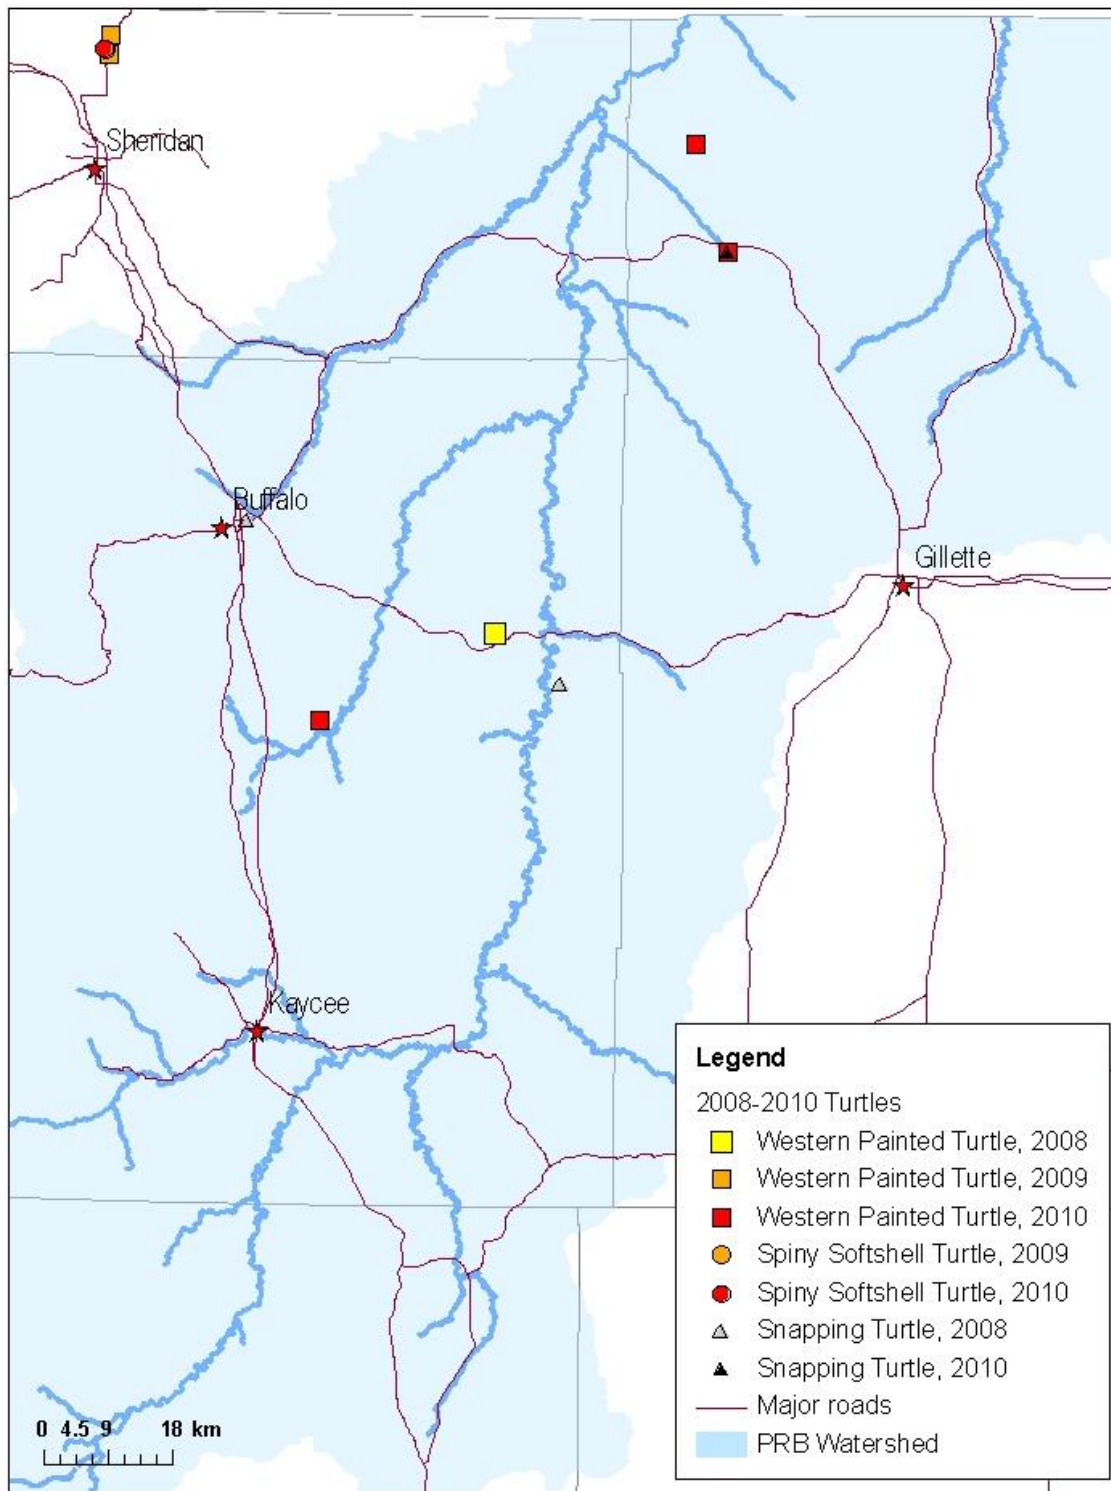 Sheridan
Buffalo
Gillette
Kaycee
Legend
2008-2010 Turtles
Western Painted Turtle, 2008
Western Painted Turtle, 2009
Western Painted Turtle, 2010
Spiny Softshell Turtle, 2009
Spiny Softshell Turtle, 2010
Snapping Turtle, 2008
Snapping Turtle, 2010
Major roads
PRB Watershed
0 4.5 9 18 km